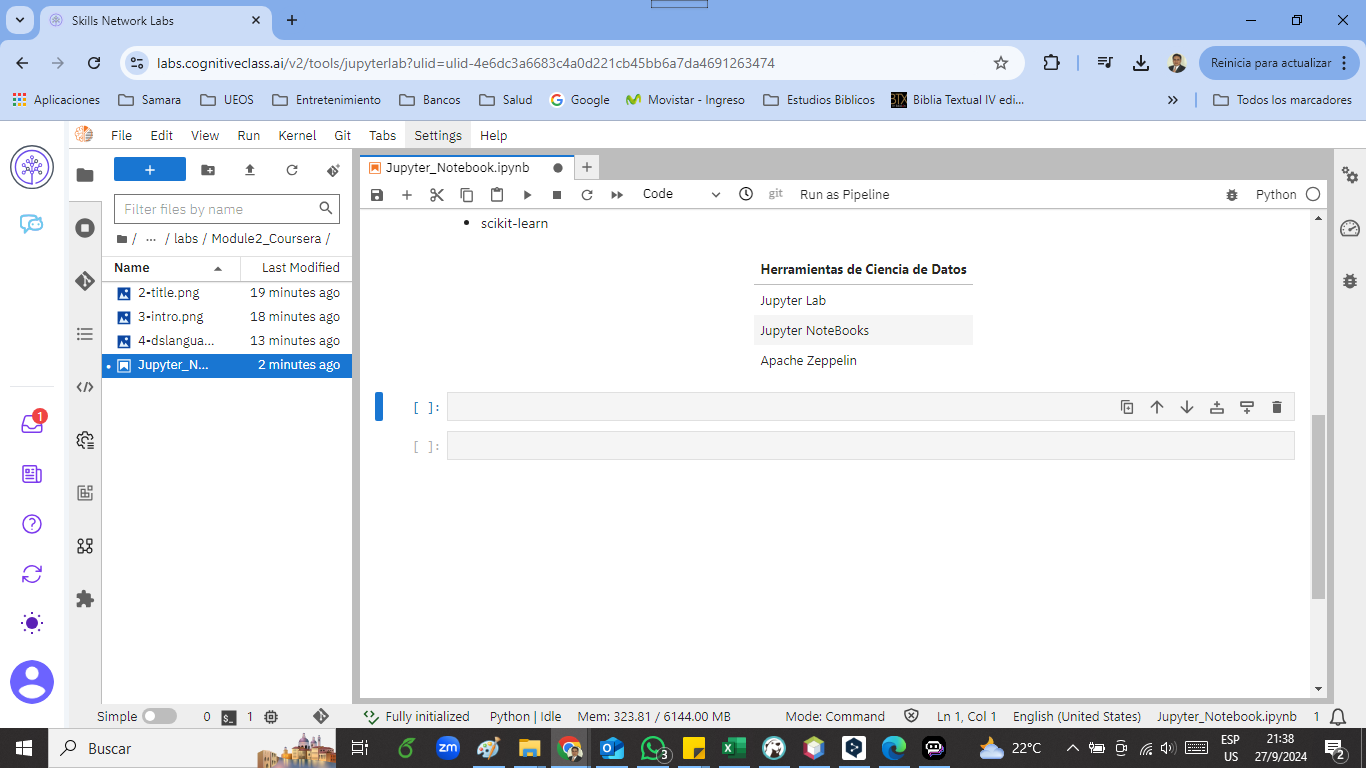 Skills Network Labs
labs.cognitiveclass.ai/v2/tools/jupyterlab?ulid=ulid-4e6dc3a6683c4a0d221cb45bb6a7da4691263474
Reinicia para actualizar
Aplicaciones
Samara
UEOS
Entretenimiento
Bancos
Salud
Google
Movistar - Ingreso
Estudios Biblicos
BTX
Biblia Textual IV edi...
»
Todos los marcadores
File Edit View Run Kernel Git Tabs Settings Help
Jupyter_Notebook.ipynb
Code
git
Run as Pipeline
Python
Filter files by name
/ ... / labs / Module2_Coursera /
Name Last Modified
2-title.png 19 minutes ago
3-intro.png 18 minutes ago
4-dslangua... 13 minutes ago
Jupyter_N... 2 minutes ago
1
• scikit-learn
Herramientas de Ciencia de Datos
Jupyter Lab
Jupyter NoteBooks
Apache Zeppelin
[ ]:
[ ]:
Simple 0 $_ 1
Fully initialized
Python | Idle
Mem: 323.81 / 6144.00 MB
Mode: Command
Ln 1, Col 1
English (United States)
Jupyter_Notebook.ipynb
1
Buscar
zm
3
22°C
ESP
US
21:38
27/9/2024
2